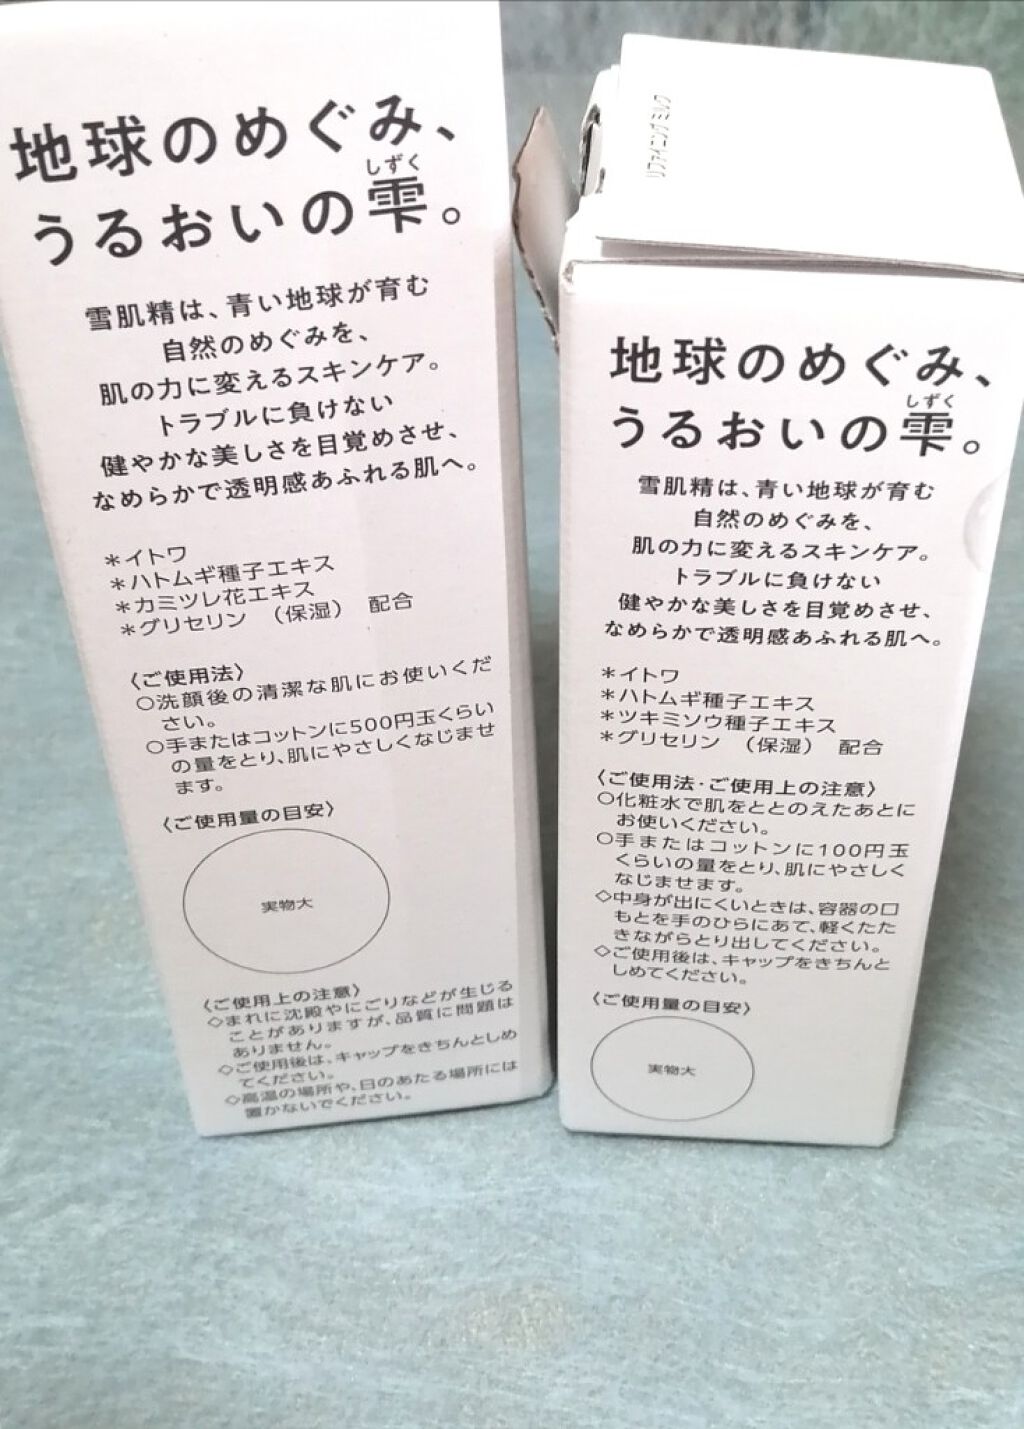 地球のめぐみ、
しずく
うるおいの雫。
雪肌精は、青い地球が育む
自然のめぐみを、
肌の力に変えるスキンケア。
トラブルに負けない
健やかな美しさを目覚めさせ、
なめらかで透明感あふれる肌へ。
*イトワ
*ハトムギ種子エキス
*カミツレ花エキス
*グリセリン (保湿) 配合
〈ご使用法〉
○洗顔後の清潔な肌にお使いくだ
さい。
○手またはコットンに500円玉くらい
の量をとり、肌にやさしくなじませ
ます。
〈ご使用量の目安〉
実物大
〈ご使用上の注意〉
◇まれに沈殿やにごりなどが生じる
ことがありますが、品質に問題は
ありません。
◇ご使用後は、キャップをきちんとしめ
てください。
◇高温の場所や、日のあたる場所には
置かないでください。
リファイニング ミルク
地球のめぐみ、
しずく
うるおいの雫。
雪肌精は、青い地球が育む
自然のめぐみを、
肌の力に変えるスキンケア。
トラブルに負けない
健やかな美しさを目覚めさせ、
なめらかで透明感あふれる肌へ。
*イトワ
*ハトムギ種子エキス
*ツキミソウ種子エキス
*グリセリン (保湿) 配合
〈ご使用法・ご使用上の注意〉
○化粧水で肌をととのえたあとに
お使いください。
○手またはコットンに100円玉
くらいの量をとり、肌にやさしく
なじませます。
◇中身が出にくいときは、容器の口
もとを手のひらにあて、軽くたた
きながらとり出してください。
◇ご使用後は、キャップをきちんと
しめてください。
〈ご使用量の目安〉
実物大